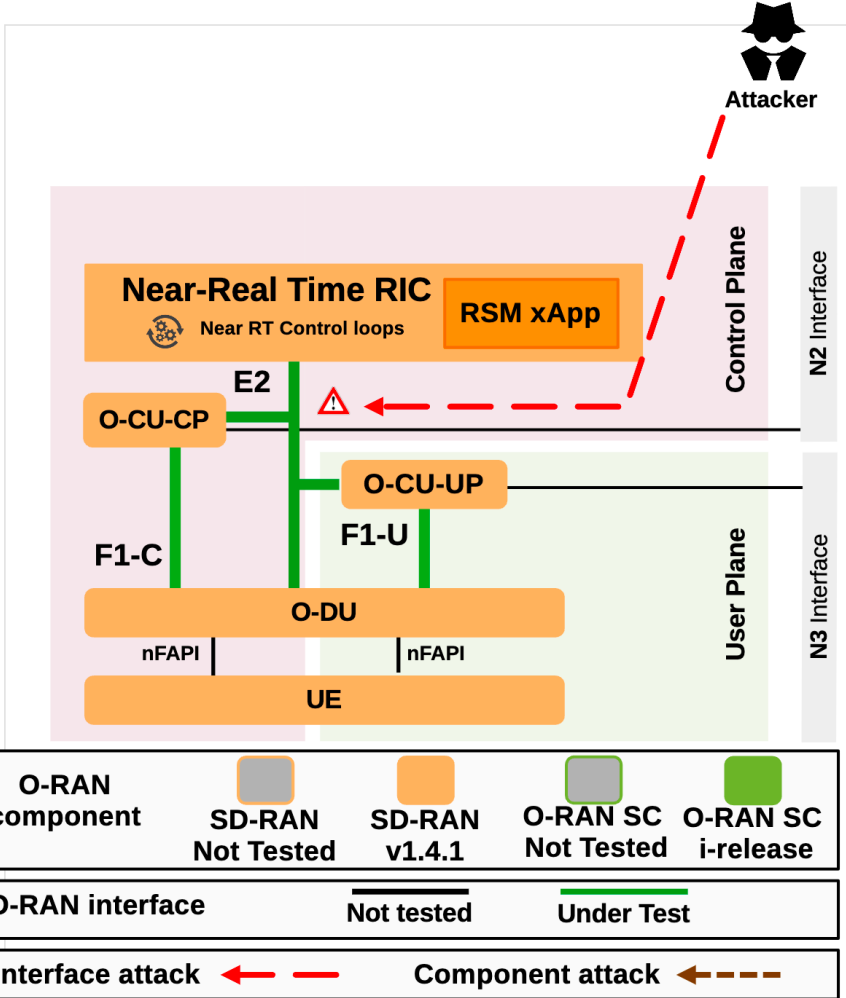 Attacker
Near-Real Time RIC
Near RT Control loops
RSM xApp
Control Plane
N2 Interface
E2
O-CU-CP
O-CU-UP
F1-C
F1-U
User Plane
N3 Interface
O-DU
nFAPI
nFAPI
UE
O-RAN
component
SD-RAN
Not Tested
SD-RAN
v1.4.1
O-RAN SC
Not Tested
O-RAN SC
i-release
O-RAN interface
Not tested
Under Test
nterface attack
Component attack